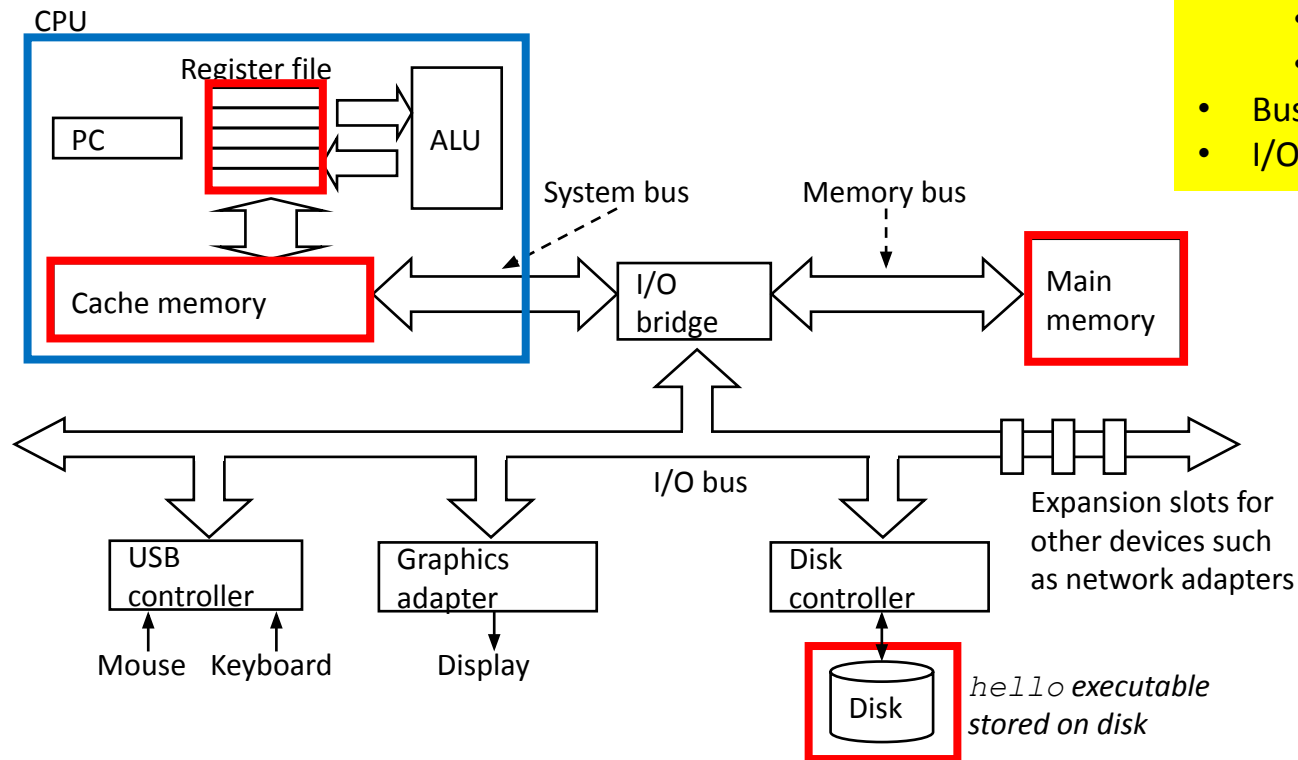 CPU
•
•
• Bus
• I/O
Register file
PC
ALU
System bus
Memory bus
Cache memory
I/O
bridge
Main
memory
I/O bus
Expansion slots for
other devices such
as network adapters
USB
controller
Graphics
adapter
Disk
controller
Mouse
Keyboard
Display
Disk
hello executable
stored on disk